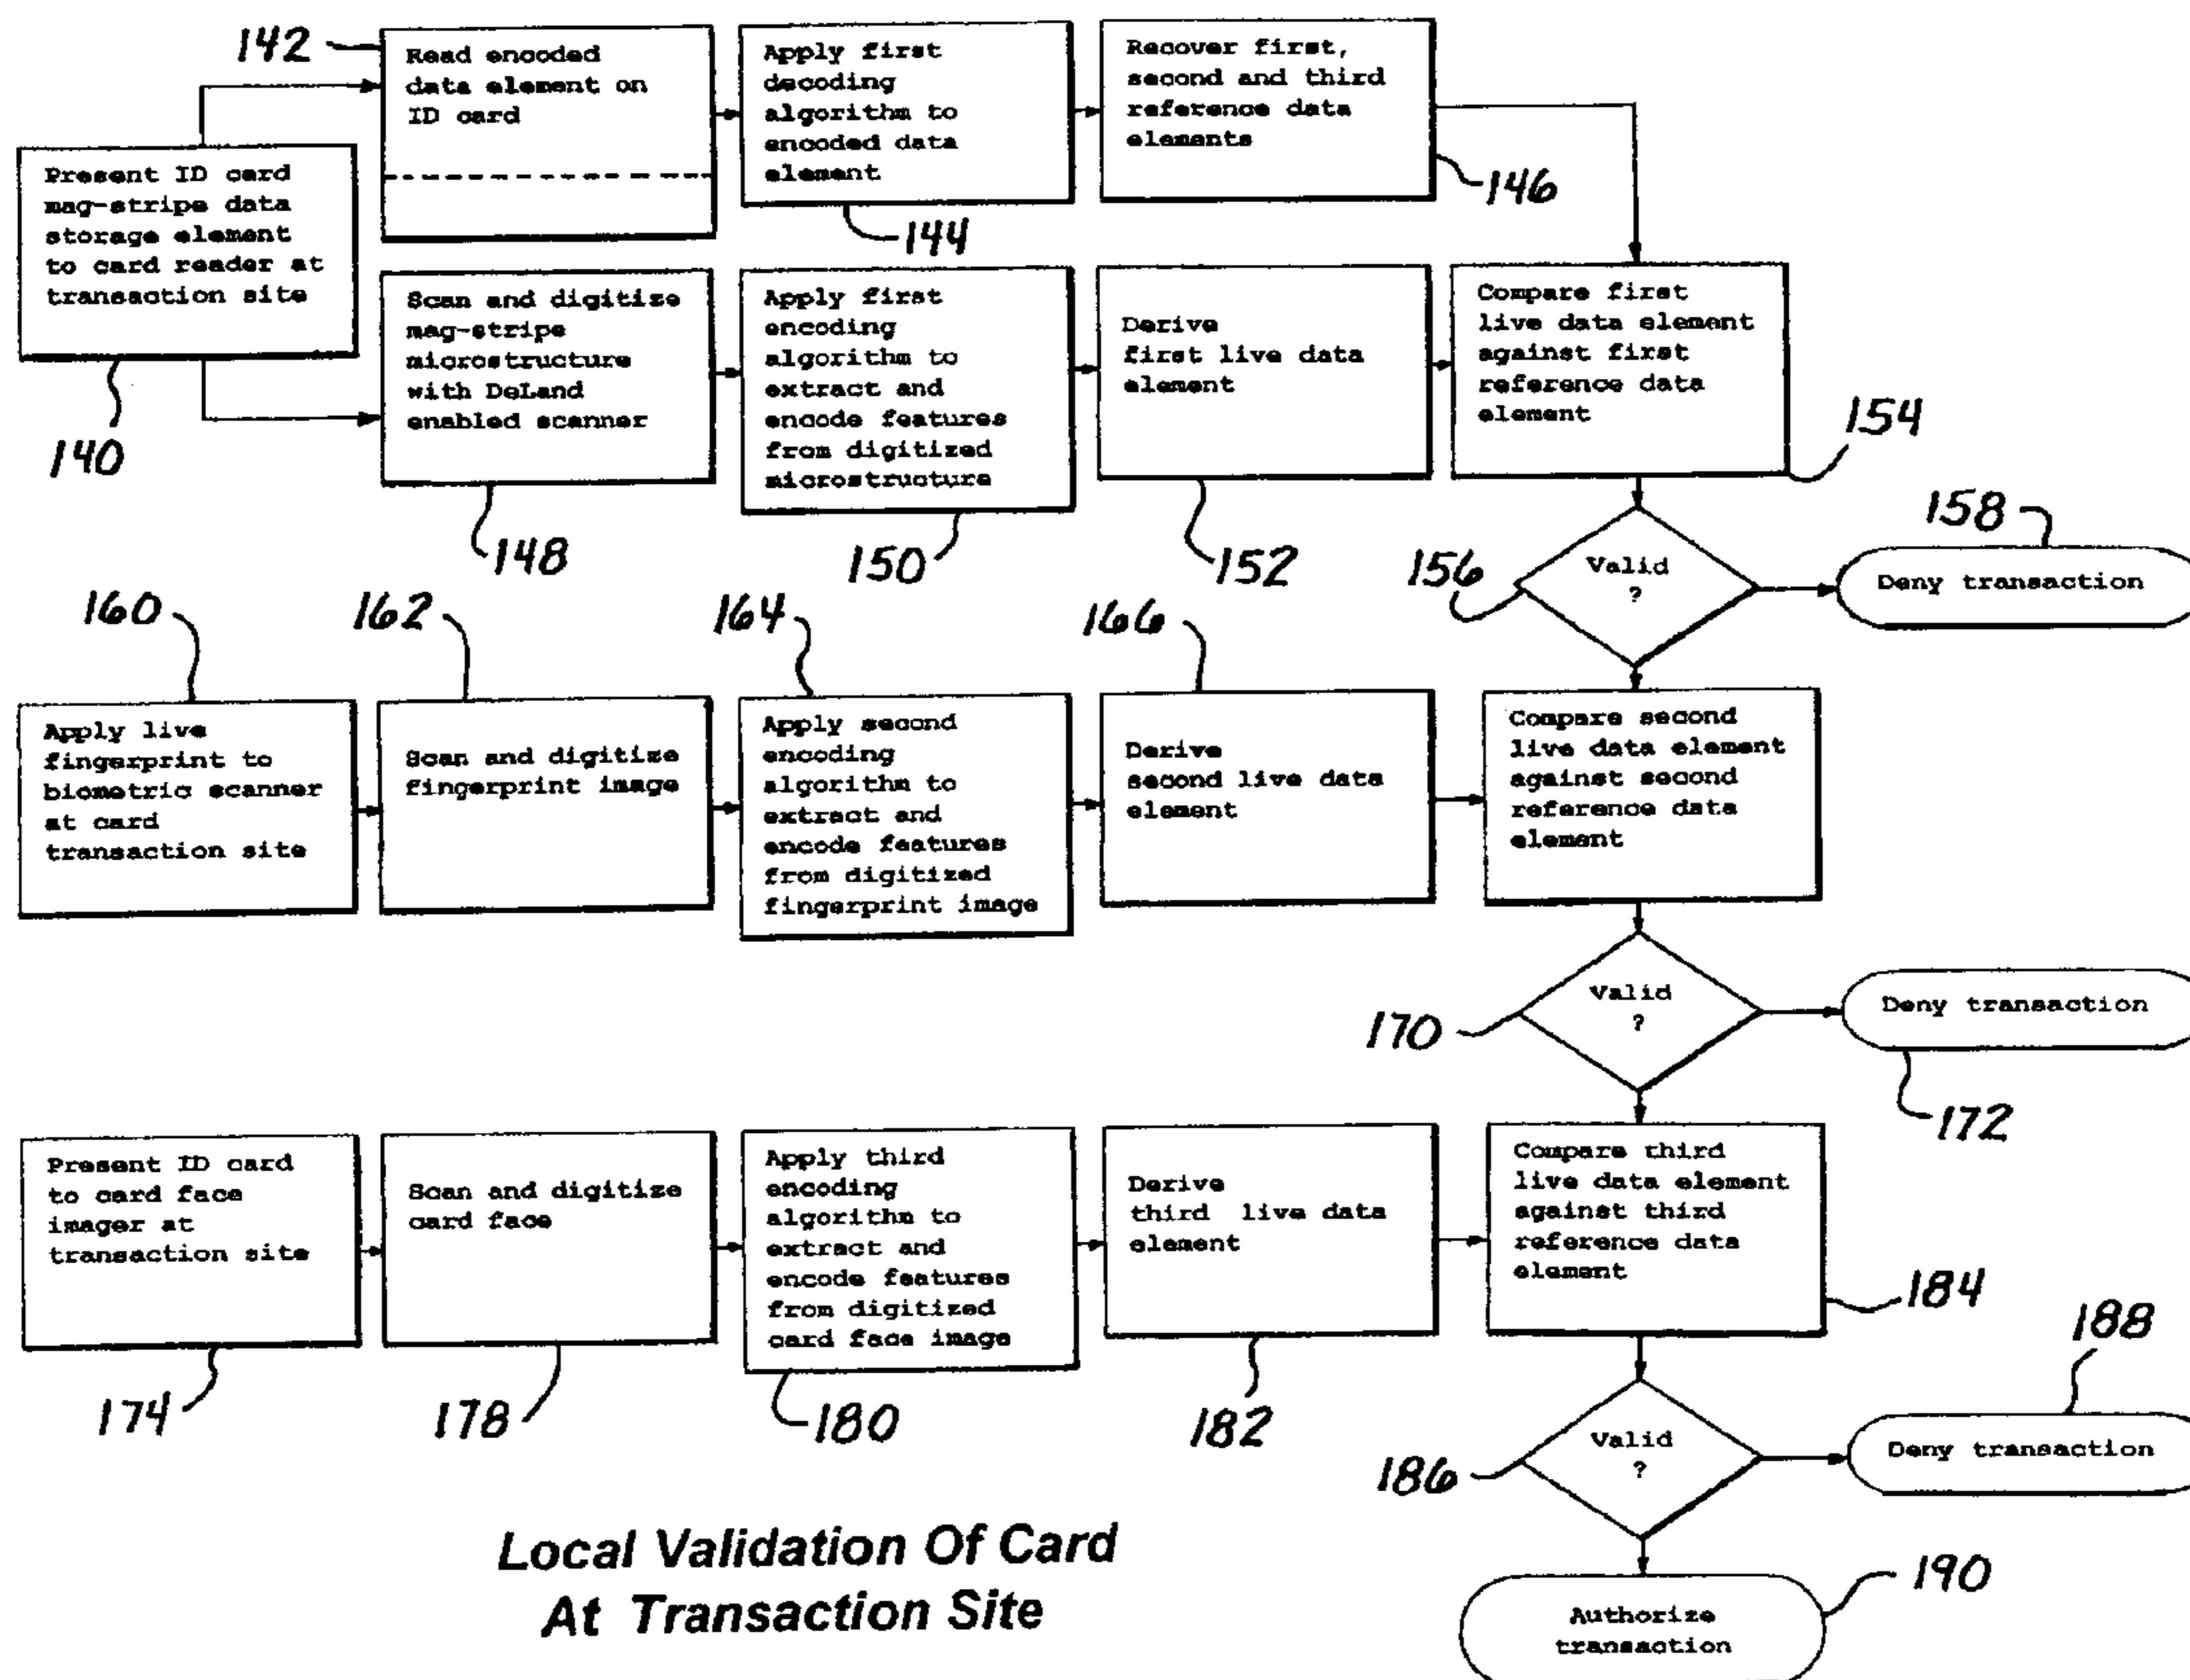 142
Read encoded
data element on
ID card
Apply first
decoding
algorithm to
encoded data
element
144
Recover first,
second and third
reference data
elements
146
Present ID card
mag-stripe data
storage element
to card reader at
transaction site
140
Scan and digitize
mag-stripe
microstructure
with DeLand
enabled scanner
148
Apply first
encoding
algorithm to
extract and
encode features
from digitized
microstructure
150
Derive
first live data
element
152
Compare first
live data element
against first
reference data
element
154
Valid
?
156
158
Deny transaction
160
Apply live
fingerprint to
biometric scanner
at card
transaction site
162
Scan and digitize
fingerprint image
164
Apply second
encoding
algorithm to
extract and
encode features
from digitized
fingerprint image
166
Derive
second live data
element
Compare second
live data element
against second
reference data
element
Valid
?
170
Deny transaction
172
Present ID card
to card face
imager at
transaction site
174
Scan and digitize
card face
178
Apply third
encoding
algorithm to
extract and
encode features
from digitized
card face image
180
Derive
third live data
element
182
Compare third
live data element
against third
reference data
element
184
Valid
?
186
188
Deny transaction
190
Authorize
transaction
Local Validation Of Card
At Transaction Site